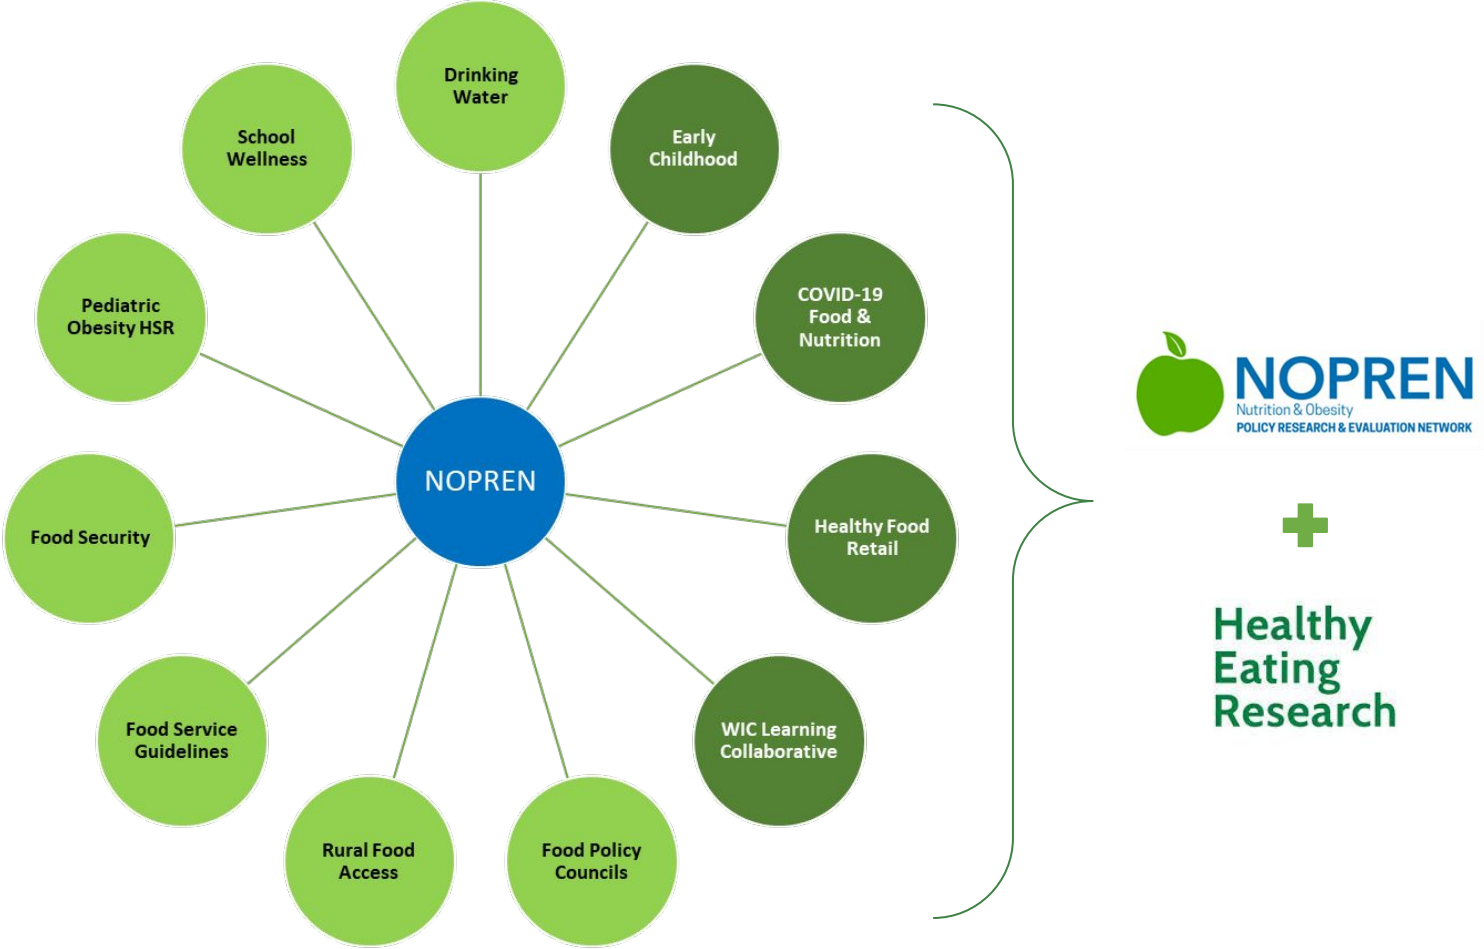 Drinking
Water
Early
Childhood
COVID-19
Food &
Nutrition
Healthy Food
Retail
WIC Learning
Collaborative
Food Policy
Councils
Rural Food
Access
Food Service
Guidelines
Food Security
Pediatric
Obesity HSR
School
Wellness
NOPREN
NOPREN
Nutrition & Obesity
POLICY RESEARCH & EVALUATION NETWORK
Healthy
Eating
Research